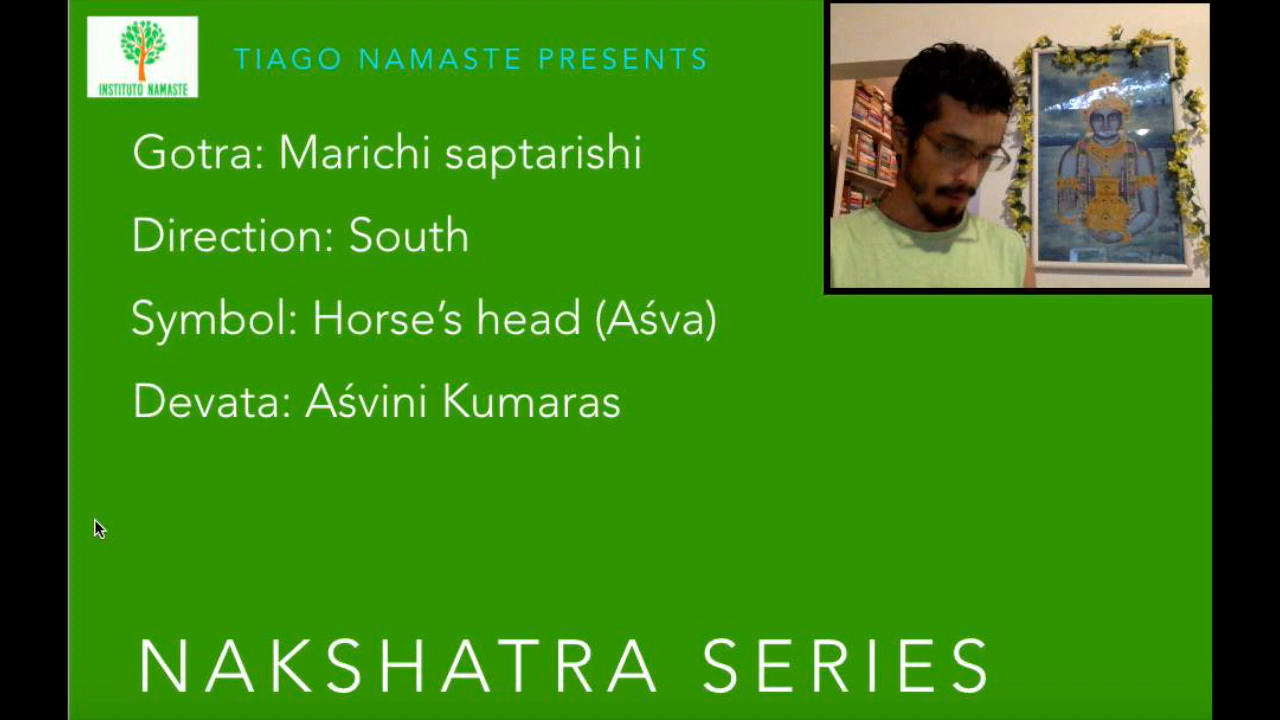 INSTITUTO NAMASTE
TIAGO NAMASTE PRESENTS
Gotra: Marichi saptarishi
Direction: South
Symbol: Horse’s head (Aśva)
Devata: Aśvini Kumaras
NAKSHATRA SERIES